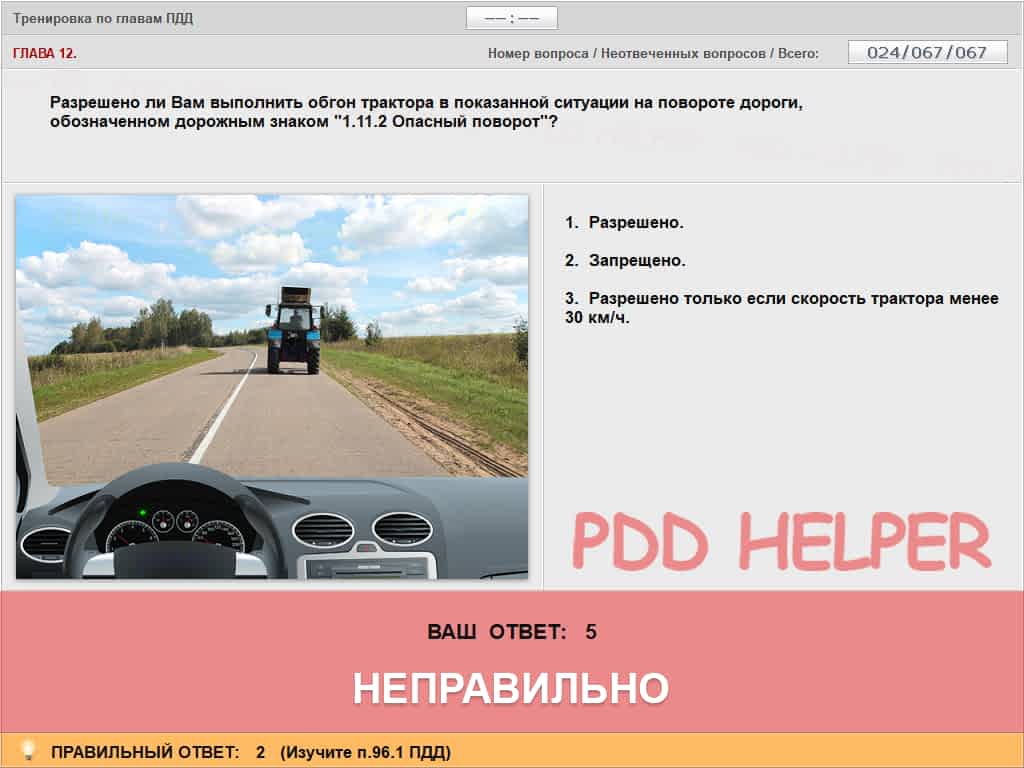 Тренировка по главам ПДД
–– : ––
ГЛАВА 12.
Номер вопроса / Неотвеченных вопросов / Всего:
024/067/067
Разрешено ли Вам выполнить обгон трактора в показанной ситуации на повороте дороги,
обозначенном дорожным знаком "1.11.2 Опасный поворот"?
1. Разрешено.
2. Запрещено.
3. Разрешено только если скорость трактора менее
30 км/ч.
PDD HELPER
ВАШ ОТВЕТ: 5
НЕПРАВИЛЬНО
ПРАВИЛЬНЫЙ ОТВЕТ: 2 (Изучите п.96.1 ПДД)